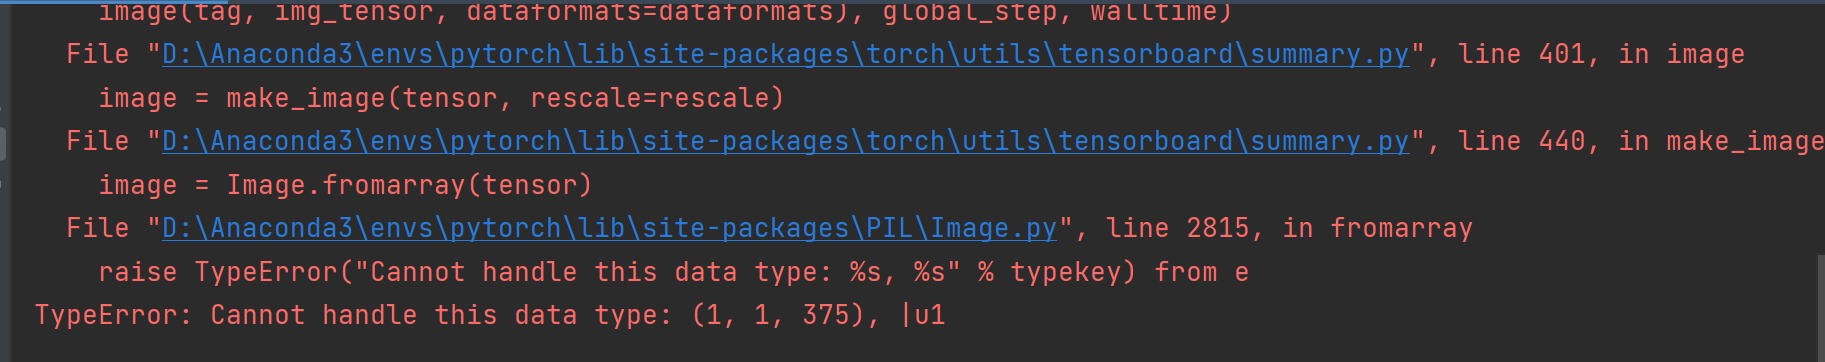 image(tag, img_tensor, dataformats=dataformats), global_step, walltime)
File "D:\Anaconda3\envs\pytorch\lib\site-packages\torch\utils\tensorboard\summary.py", line 401, in image
image = make_image(tensor, rescale=rescale)
File "D:\Anaconda3\envs\pytorch\lib\site-packages\torch\utils\tensorboard\summary.py", line 440, in make_image
image = Image.fromarray(tensor)
File "D:\Anaconda3\envs\pytorch\lib\site-packages\PIL\Image.py", line 2815, in fromarray
raise TypeError("Cannot handle this data type: %s, %s" % typekey) from e
TypeError: Cannot handle this data type: (1, 1, 375), |u1